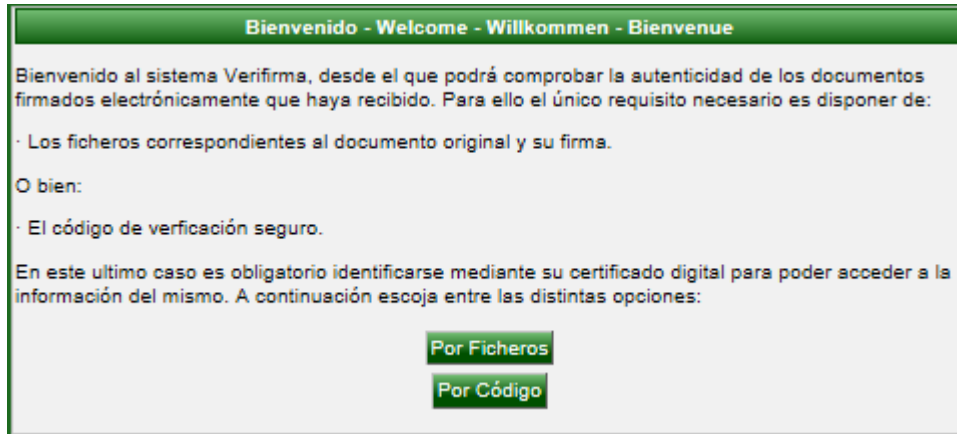 Bienvenido - Welcome - Willkommen - Bienvenue
Bienvenido al sistema Verifirma, desde el que podrá comprobar la autenticidad de los documentos
firmados electrónicamente que haya recibido. Para ello el único requisito necesario es disponer de:
· Los ficheros correspondientes al documento original y su firma.
O bien:
· El código de verficación seguro.
En este ultimo caso es obligatorio identificarse mediante su certificado digital para poder acceder a la
información del mismo. A continuación escoja entre las distintas opciones:
Por Ficheros
Por Código